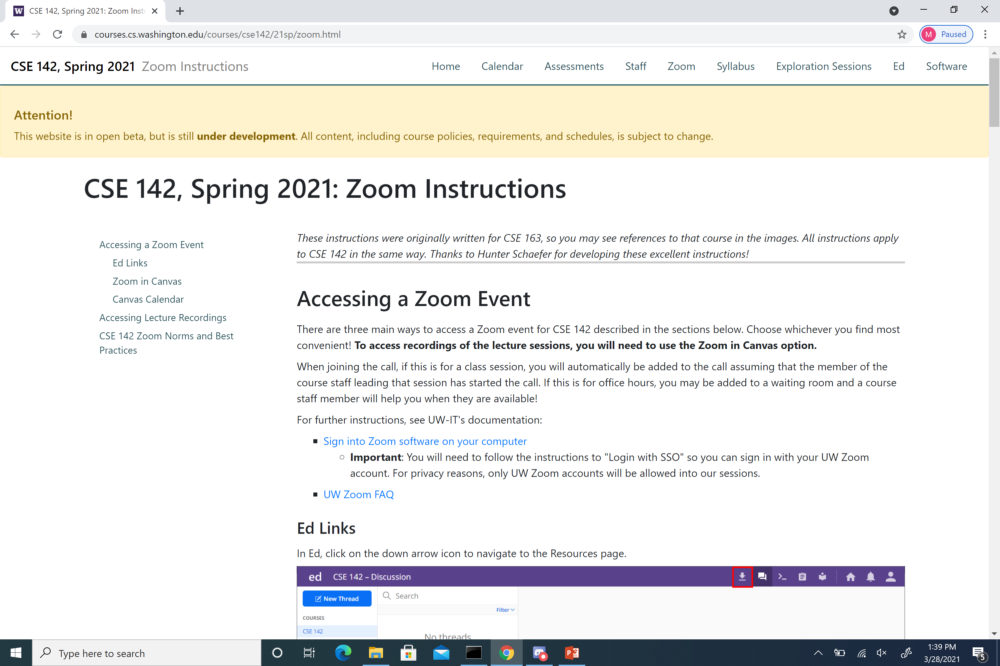 CSE 142, Spring 2021: Zoom Instr
courses.cs.washington.edu/courses/cse142/21sp/zoom.html
M Paused
CSE 142, Spring 2021 Zoom Instructions
Home Calendar Assessments Staff Zoom Syllabus Exploration Sessions Ed Software
Attention!
This website is in open beta, but is still under development. All content, including course policies, requirements, and schedules, is subject to change.
CSE 142, Spring 2021: Zoom Instructions
Accessing a Zoom Event
Ed Links
Zoom in Canvas
Canvas Calendar
Accessing Lecture Recordings
CSE 142 Zoom Norms and Best
Practices
These instructions were originally written for CSE 163, so you may see references to that course in the images. All instructions apply
to CSE 142 in the same way. Thanks to Hunter Schaefer for developing these excellent instructions!
Accessing a Zoom Event
There are three main ways to access a Zoom event for CSE 142 described in the sections below. Choose whichever you find most
convenient! To access recordings of the lecture sessions, you will need to use the Zoom in Canvas option.
When joining the call, if this is for a class session, you will automatically be added to the call assuming that the member of the
course staff leading that session has started the call. If this is for office hours, you may be added to a waiting room and a course
staff member will help you when they are available!
For further instructions, see UW-IT's documentation:
Sign into Zoom software on your computer
Important: You will need to follow the instructions to "Login with SSO" so you can sign in with your UW Zoom
account. For privacy reasons, only UW Zoom accounts will be allowed into our sessions.
UW Zoom FAQ
Ed Links
In Ed, click on the down arrow icon to navigate to the Resources page.
ed CSE 142 – Discussion
New Thread
Search
Filter
COURSES
CSE 142
No threads
Type here to search
1:39 PM
3/28/2021
5